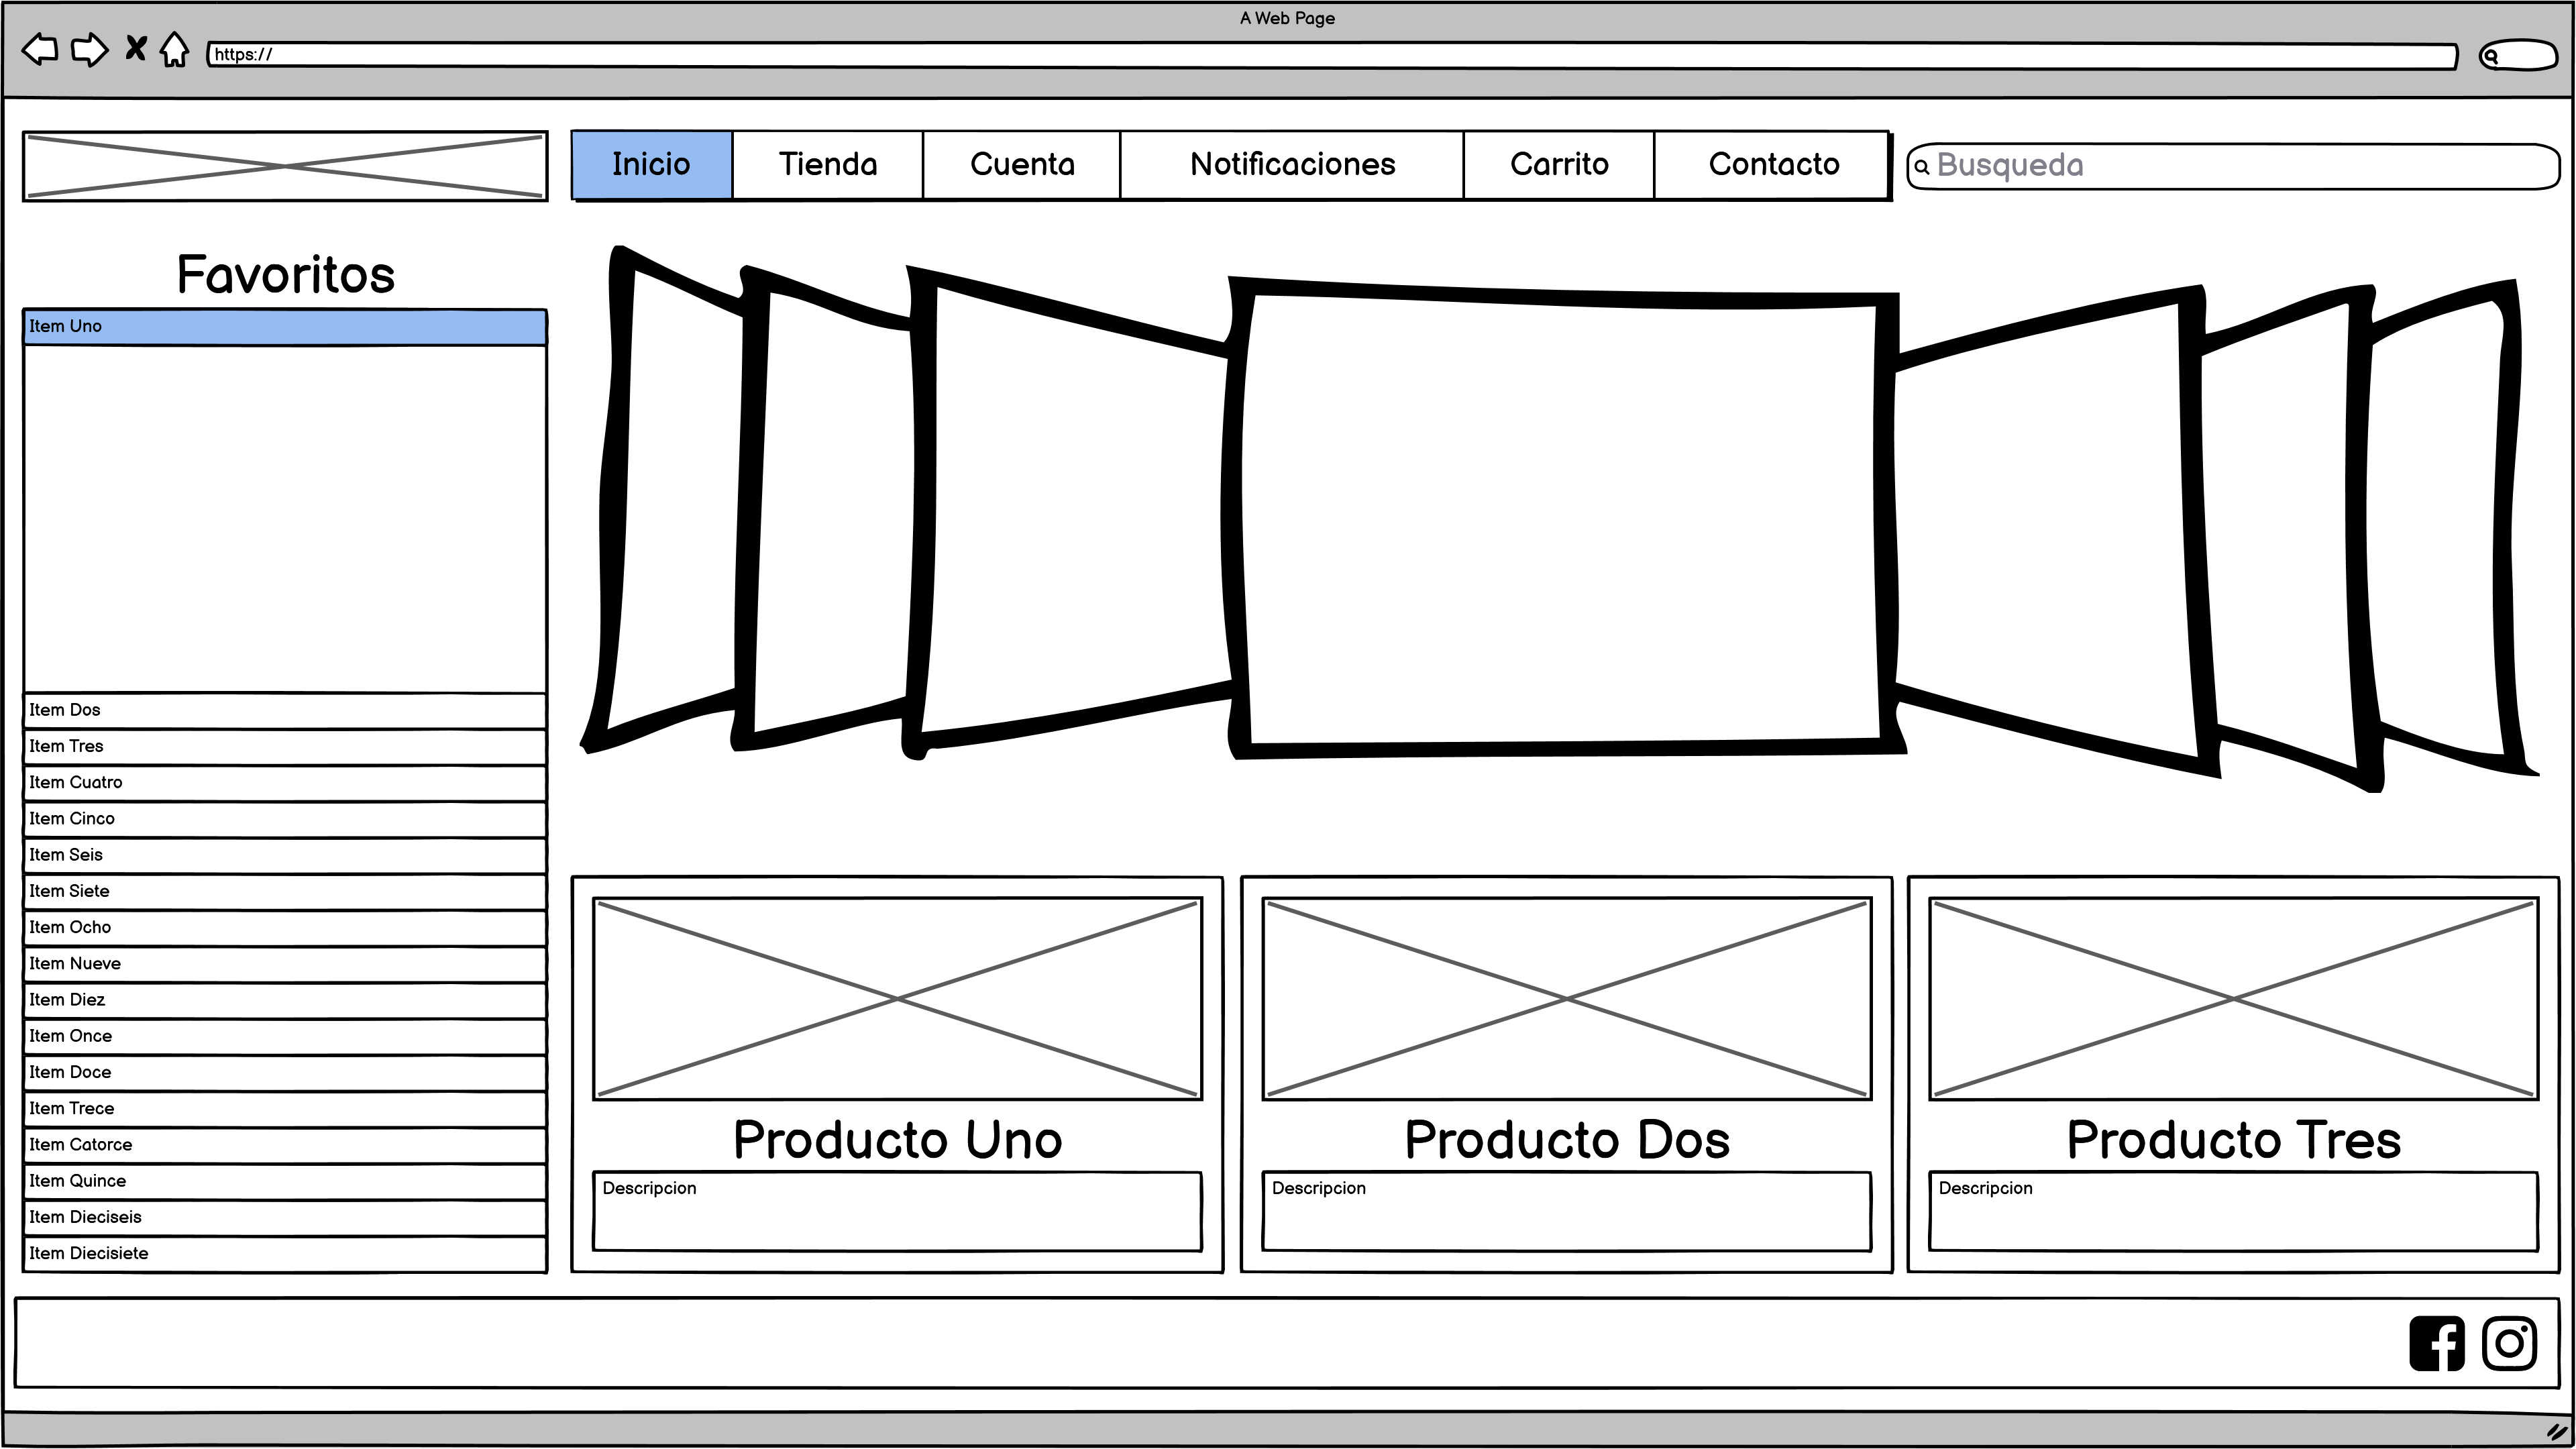 A Web Page
https://
Inicio
Tienda
Cuenta
Notificaciones
Carrito
Contacto
Busqueda
Favoritos
Item Uno
Item Dos
Item Tres
Item Cuatro
Item Cinco
Item Seis
Item Siete
Item Ocho
Item Nueve
Item Diez
Item Once
Item Doce
Item Trece
Item Catorce
Item Quince
Item Dieciseis
Item Diecisiete
Producto Uno
Descripcion
Producto Dos
Descripcion
Producto Tres
Descripcion